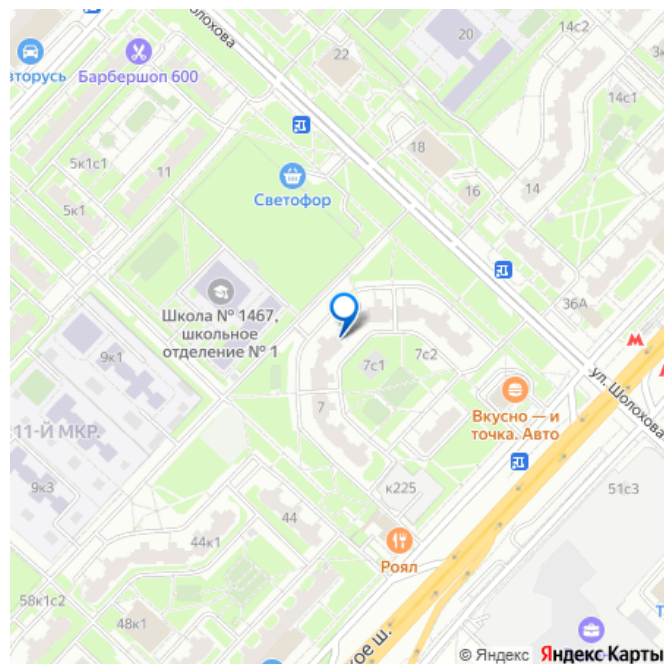 Шолохова
14с2
20
22
Авторусь
Барбершоп 600
14с1
18
5к1с1
11
16
14
Светофор
5к1
36А
Школа № 1467,
школьное
отделение № 1
9к1
7с1
7с2
ул. Шолохова
7
Вкусно — и
точка. Авто
11-Й МКР.
9к3
к225
51с3
44
44к1
Роял
58к1с2
48к1
ое ш.
© Яндекс Яндекс Карты